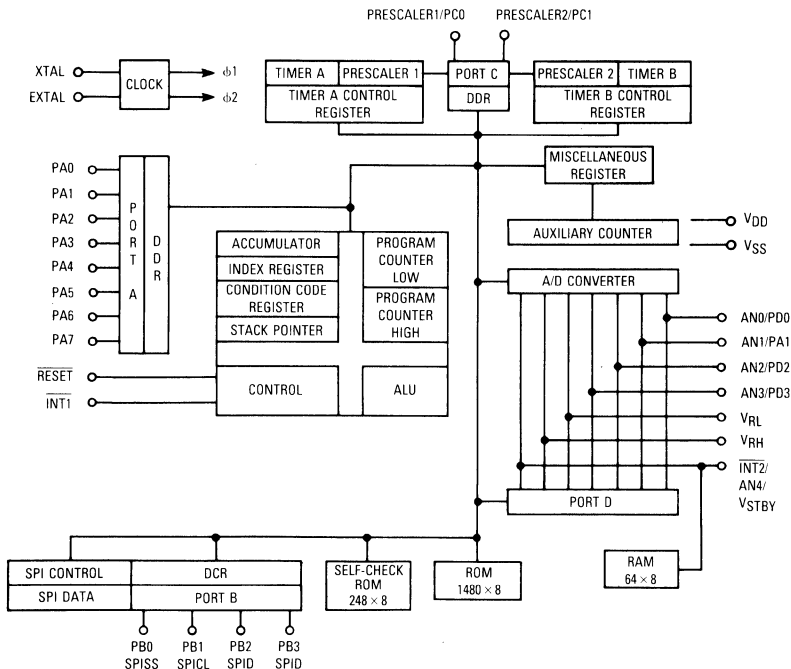 PRESCALER1/PC0
PRESCALER2/PC1
XTAL
EXTAL
CLOCK
ϕ1
ϕ2
TIMER A
PRESCALER 1
TIMER A CONTROL
REGISTER
PORT C
DDR
PRESCALER 2
TIMER B
TIMER B CONTROL
REGISTER
MISCELLANEOUS
REGISTER
AUXILIARY COUNTER
VDD
VSS
PA0
PA1
PA2
PA3
PA4
PA5
PA6
PA7
PORT A
DDR
RESET
INT1
ACCUMULATOR
INDEX REGISTER
CONDITION CODE
REGISTER
STACK POINTER
PROGRAM
COUNTER
LOW
PROGRAM
COUNTER
HIGH
CONTROL
ALU
A/D CONVERTER
AN0/PD0
AN1/PA1
AN2/PD2
AN3/PD3
VRL
VRH
INT2/
AN4/
VSTBY
PORT D
RAM
64 × 8
SPI CONTROL
DCR
SPI DATA
PORT B
SELF-CHECK
ROM
248 × 8
ROM
1480 × 8
PB0
SPISS
PB1
SPICL
PB2
SPID
PB3
SPID